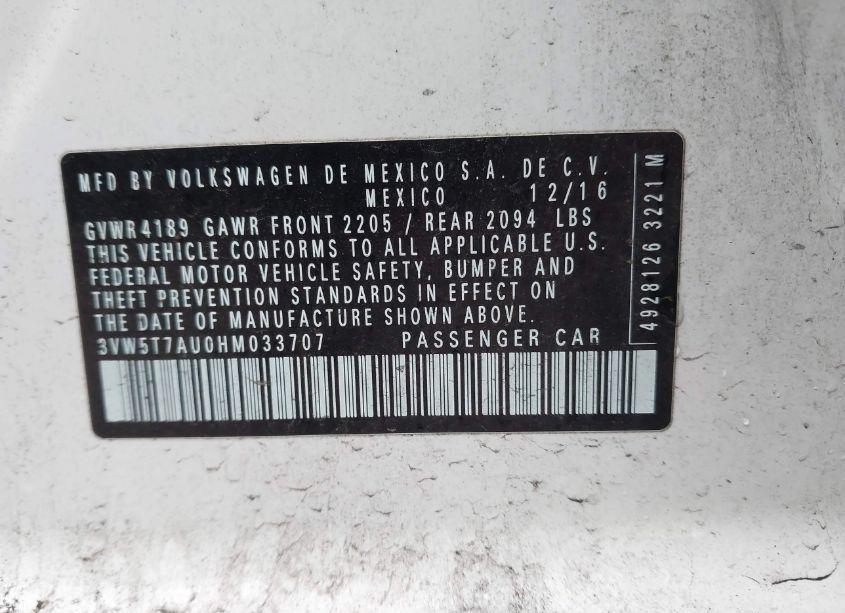 MFD BY VOLKSWAGEN DE MEXICO S.A. DE C.V.
MEXICO 12/16
GVWR4189 GAWR FRONT 2205 / REAR 2094 LBS
THIS VEHICLE CONFORMS TO ALL APPLICABLE U.S.
FEDERAL MOTOR VEHICLE SAFETY, BUMPER AND
THEFT PREVENTION STANDARDS IN EFFECT ON
THE DATE OF MANUFACTURE SHOWN ABOVE.
3VW5T7AU0HM033707 PASSENGER CAR
4928126 3221 M